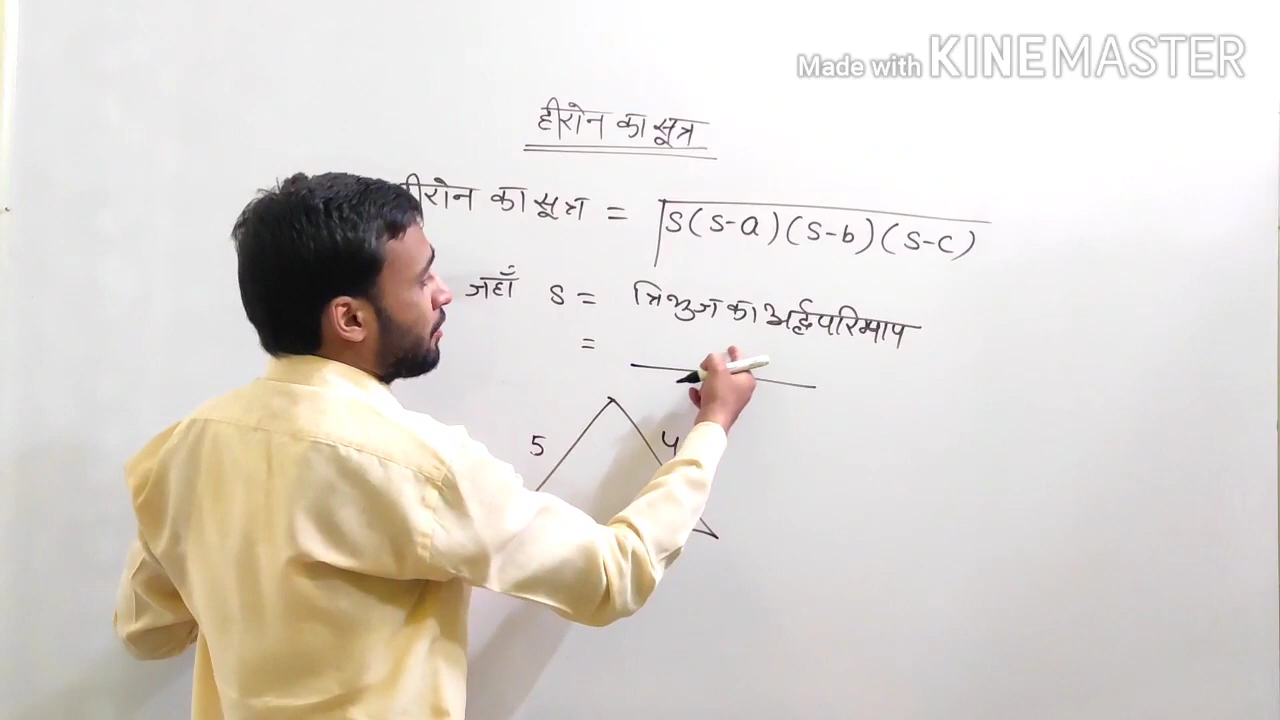 Made with KINEMASTER
हीरोन का सूत्र
हीरोन का सूत्र = √s(s-a)(s-b)(s-c)
जहाँ s = त्रिभुज का अर्द्धपरिमाप
=
5
4